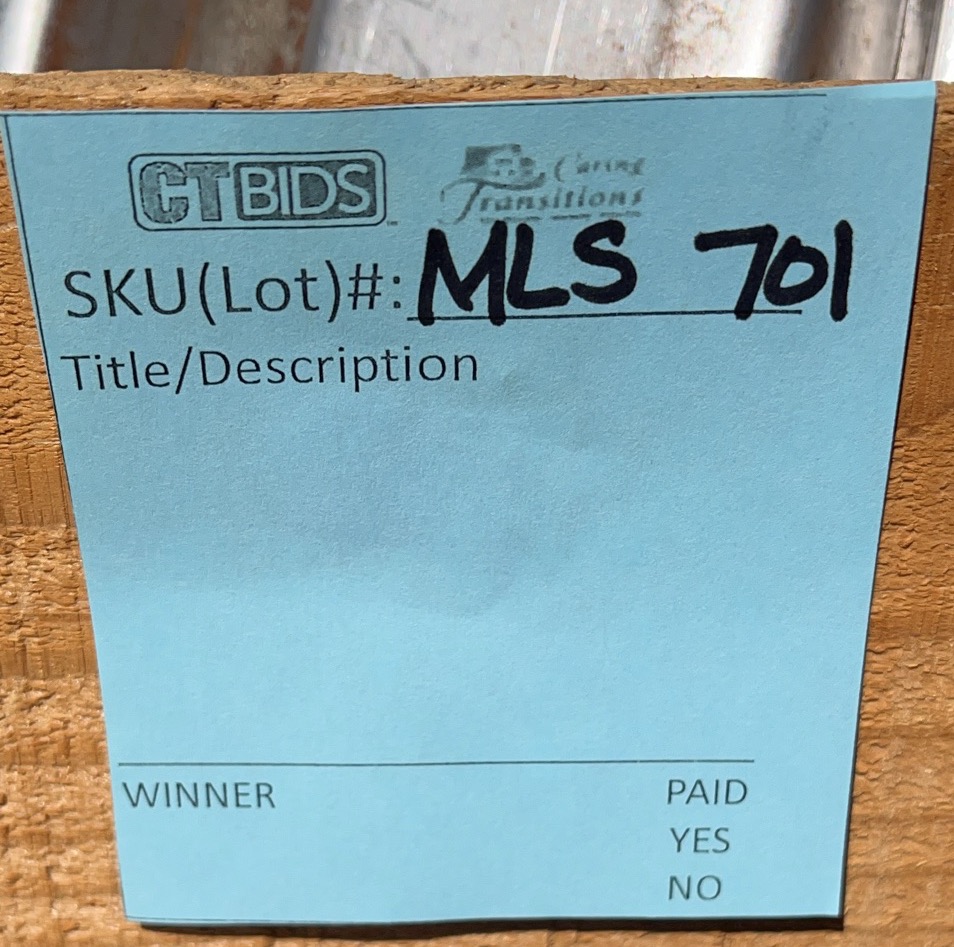 CTBIDS
Caring
Transitions
SKU(Lot)#: MLS 701
Title/Description
WINNER
PAID
YES
NO